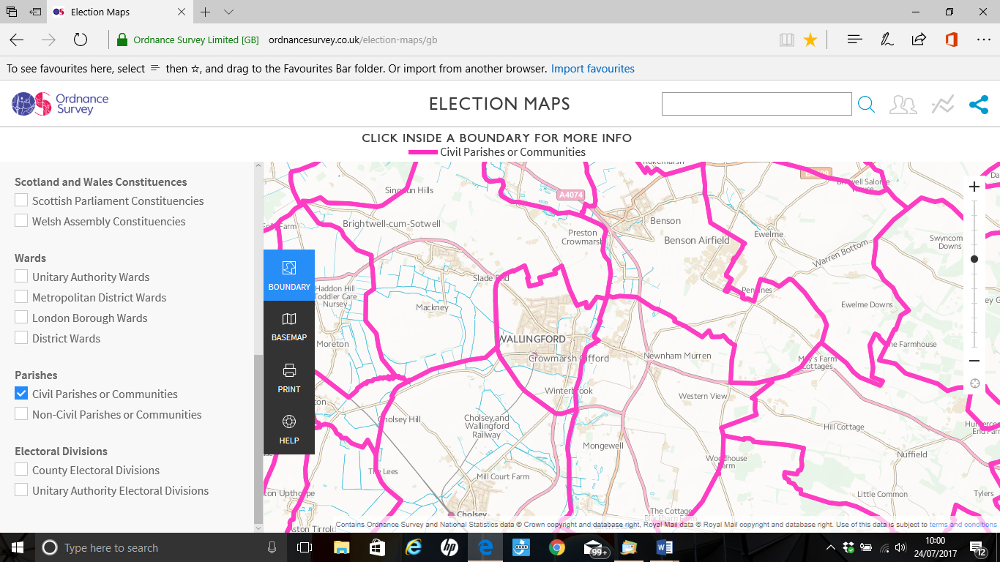 Election Maps
Ordnance Survey Limited [GB] ordnancesurvey.co.uk/election-maps/gb
To see favourites here, select then ☆, and drag to the Favourites Bar folder. Or import from another browser. Import favourites
Ordnance
Survey
ELECTION MAPS
CLICK INSIDE A BOUNDARY FOR MORE INFO
Civil Parishes or Communities
Scotland and Wales Constituences
Scottish Parliament Constituencies
Welsh Assembly Constituencies
Wards
Unitary Authority Wards
Metropolitan District Wards
London Borough Wards
District Wards
Parishes
Civil Parishes or Communities
Non-Civil Parishes or Communities
Electoral Divisions
County Electoral Divisions
Unitary Authority Electoral Divisions
BOUNDARY
BASEMAP
PRINT
HELP
Rokemarsh
A4074
Brightwell-cum-Sotwell
Benson
Preston
Crowmarsh
Benson Airfield
Ewelme
Swyncom
Downs
Warren Bottom
Slade End
Haddon Hill
Toddler Care
Nursery
Mackney
Ewelme Downs
WALLINGFORD
Moreton
Crowmarsh Gifford
Newnham Murren
Cottages
Farmhouse
Winterbrook
Western View
Cholsey Hill
Cholsey and
Wallingford
Railway
Hill Cottage
Mongewell
Nuffield
Woodhouse
Farm
The Lees
Mill Court Farm
Little Common
Tylers
Cholsey
The Cottage
Contains Ordnance Survey and National Statistics data © Crown copyright and database right, Royal Mail data © Royal Mail copyright and database right. Use of this data is subject to terms and conditions
Type here to search
99+
10:00
24/07/2017
12